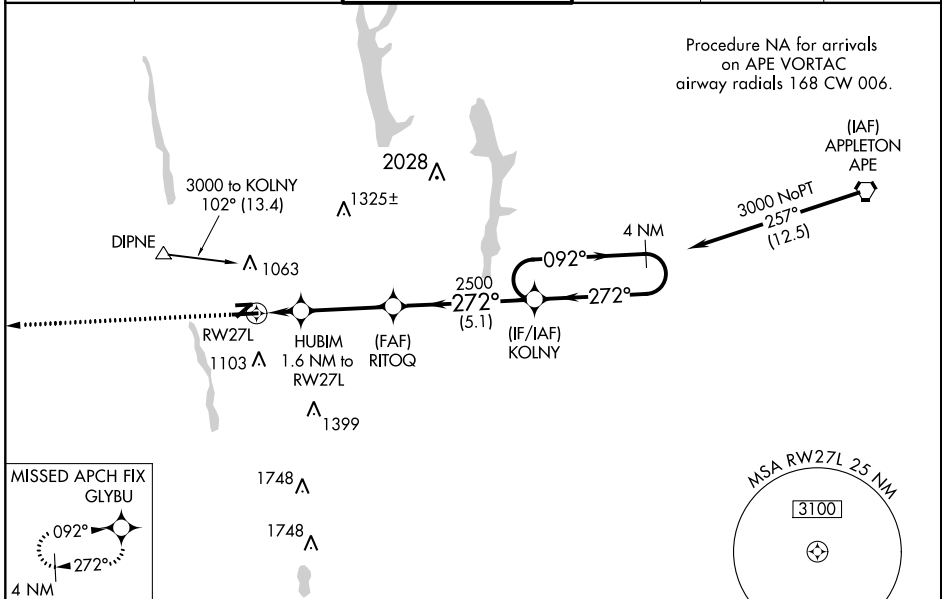 Procedure NA for arrivals
on APE VORTAC
airway radials 168 CW 006.
(IAF)
APPLETON
APE
2028
1325±
3000 to KOLNY
102° (13.4)
3000 NoPT
257°
(12.5)
DIPNE
1063
4 NM
092°
272°
2500
272°
(5.1)
(IF/IAF)
KOLNY
RW27L
HUBIM
1.6 NM to
RW27L
(FAF)
RITOQ
1103
1399
1748
1748
MISSED APCH FIX
GLYBU
092°
272°
4 NM
MSA RW27L 25 NM
3100